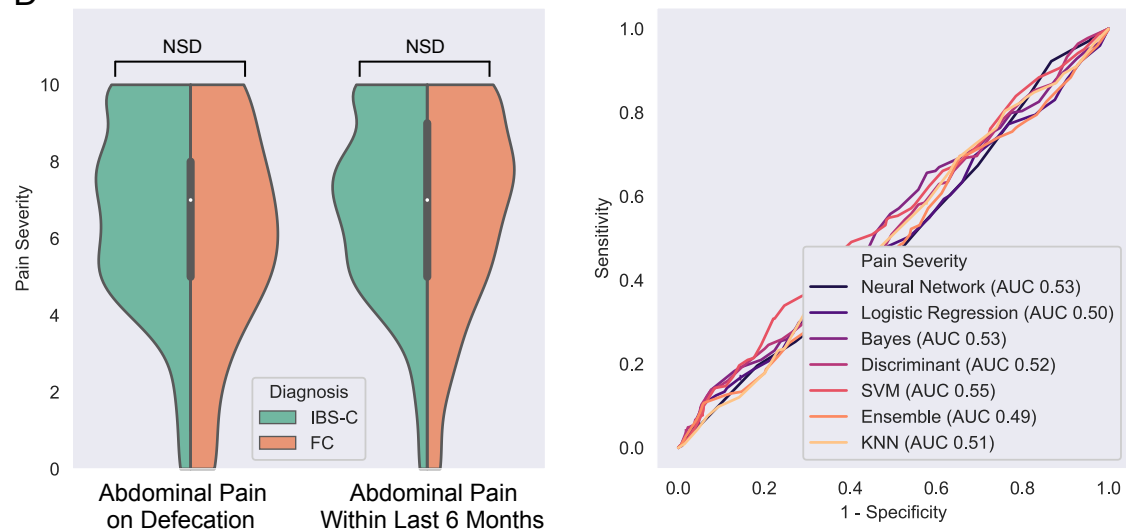 NSD
NSD
10
8
6
4
2
0
Pain Severity
Diagnosis
IBS-C
FC
Abdominal Pain
on Defecation
Abdominal Pain
Within Last 6 Months
1.0
0.8
0.6
0.4
0.2
0.0
Sensitivity
Pain Severity
Neural Network (AUC 0.53)
Logistic Regression (AUC 0.50)
Bayes (AUC 0.53)
Discriminant (AUC 0.52)
SVM (AUC 0.55)
Ensemble (AUC 0.49)
KNN (AUC 0.51)
0.0 0.2 0.4 0.6 0.8 1.0
1 - Specificity